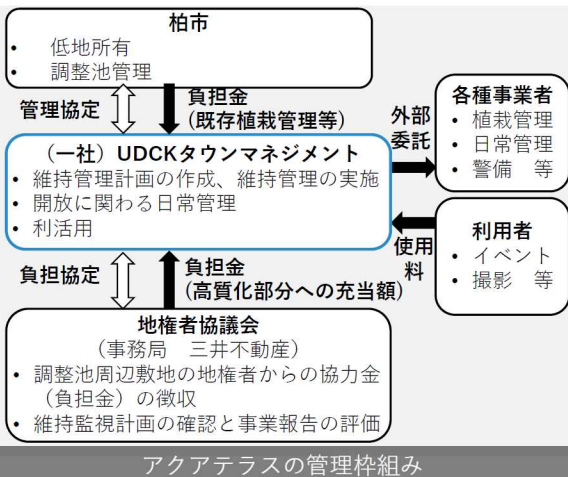 柏市
• 低地所有
• 調整池管理
管理協定
負担金
(既存植栽管理等)
外部
委託
各種事業者
• 植栽管理
• 日常管理
• 警備　等
(一社) UDCKタウンマネジメント
• 維持管理計画の作成、維持管理の実施
• 開放に関わる日常管理
• 利活用
使用
料
利用者
• イベント
• 撮影　等
負担協定
負担金
(高質化部分への充当額)
地権者協議会
(事務局　三井不動産)
• 調整池周辺敷地の地権者からの協力金
(負担金) の徴収
• 維持監視計画の確認と事業報告の評価
アクアテラスの管理枠組み